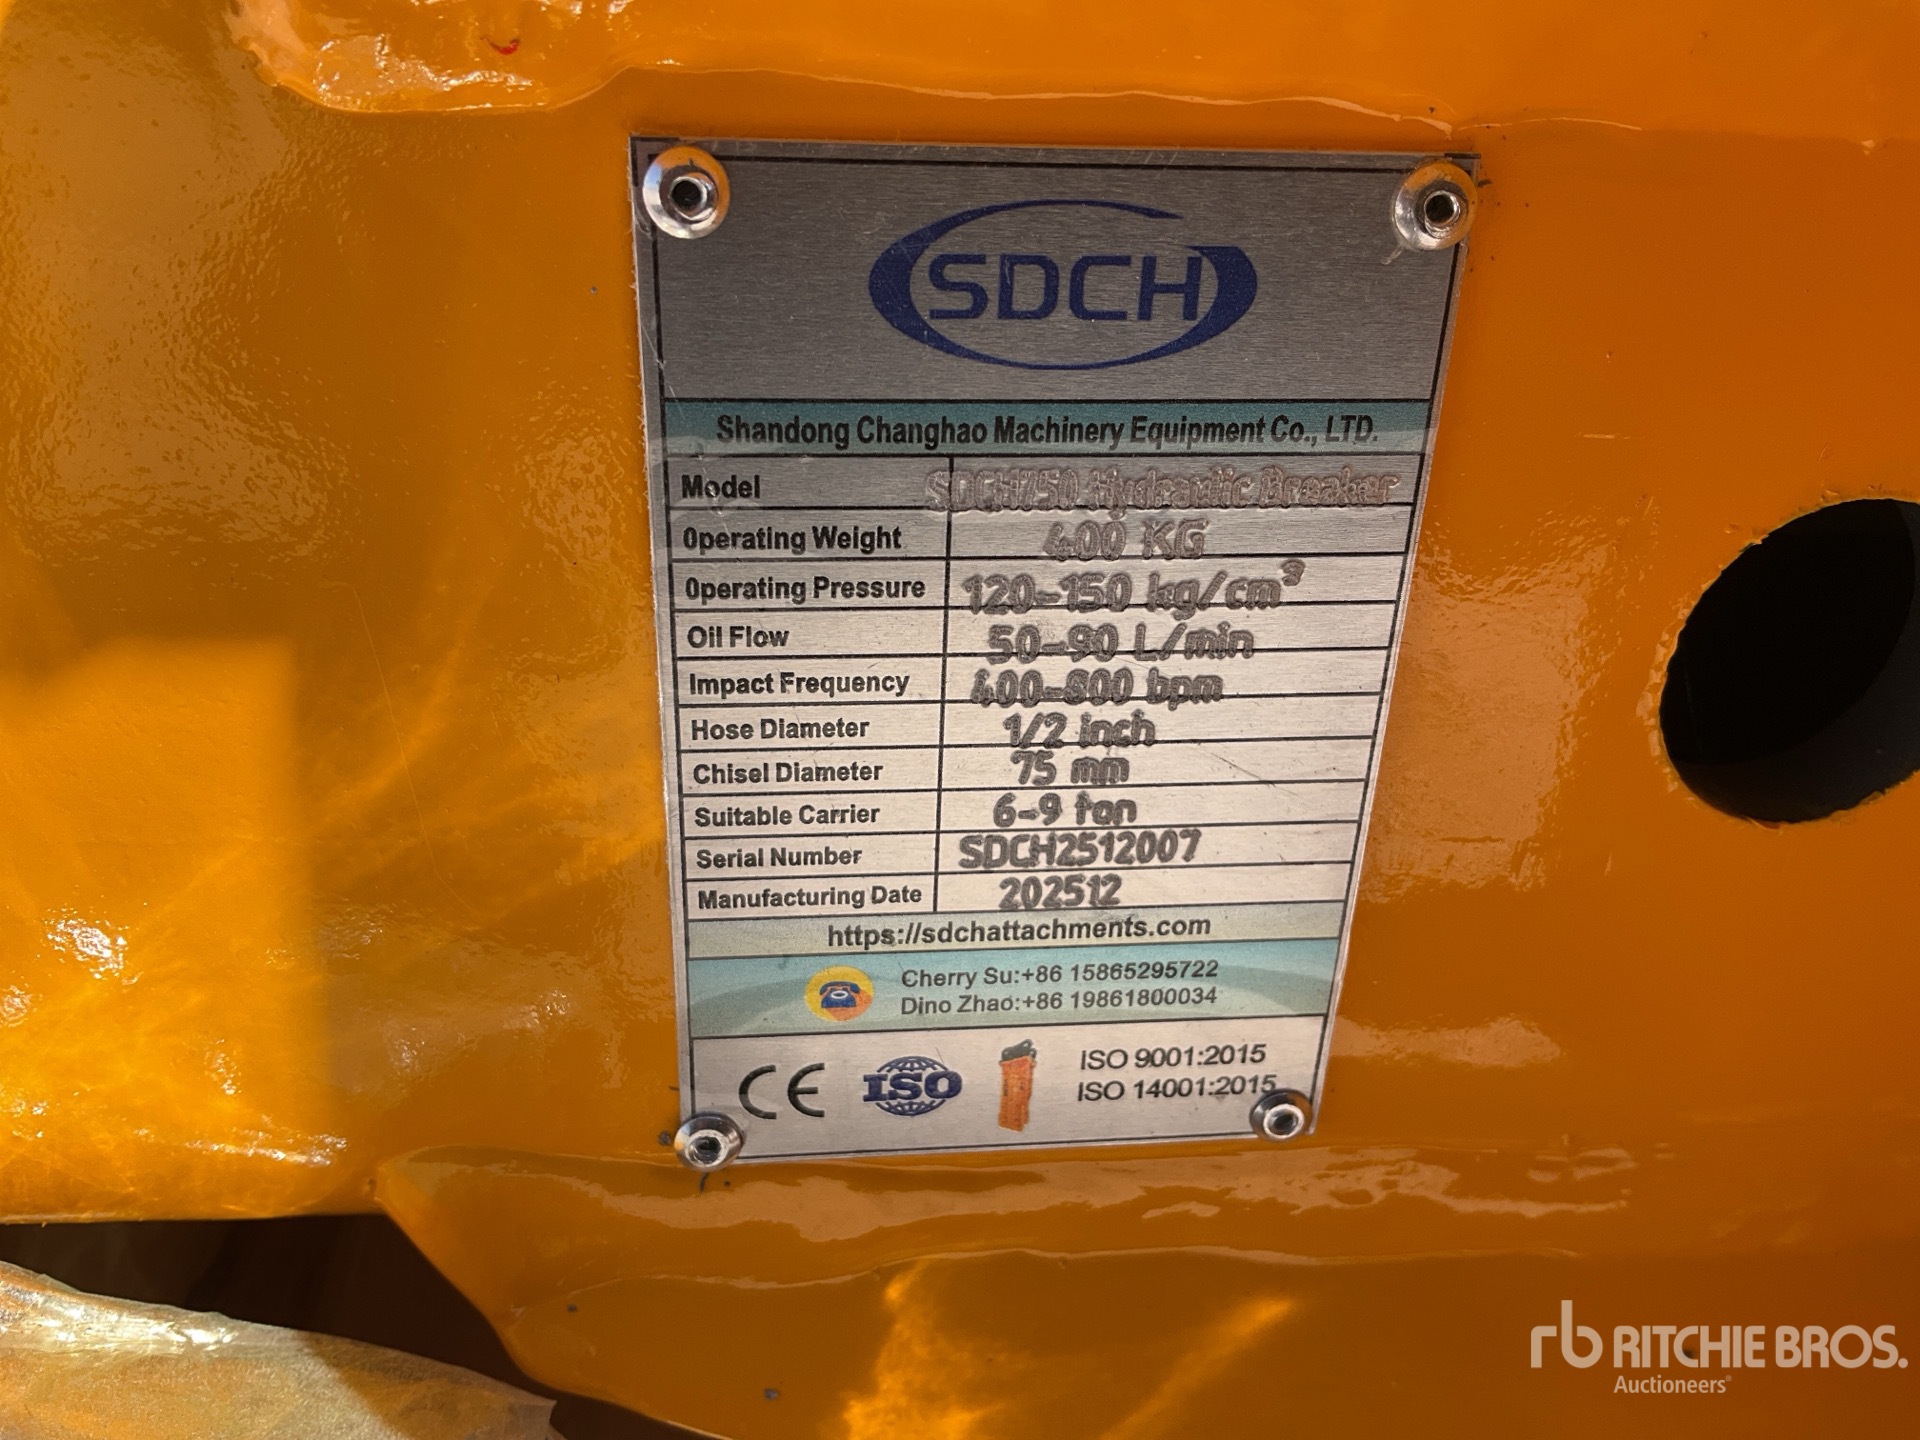 SDCH
Shandong Changhao Machinery Equipment Co., LTD.
Model SDCH750 Hydraulic Breaker
Operating Weight 400 KG
Operating Pressure 120-150 kg/cm³
Oil Flow 50-90 L/min
Impact Frequency 400-800 bpm
Hose Diameter 1/2 inch
Chisel Diameter 75 mm
Suitable Carrier 6-9 ton
Serial Number SDCH2512007
Manufacturing Date 202512
https://sdchattachments.com
Cherry Su:+86 15865295722
Dino Zhao:+86 19861800034
CE ISO ISO 9001:2015
ISO 14001:2015
rb RITCHIE BROS.
Auctioneers